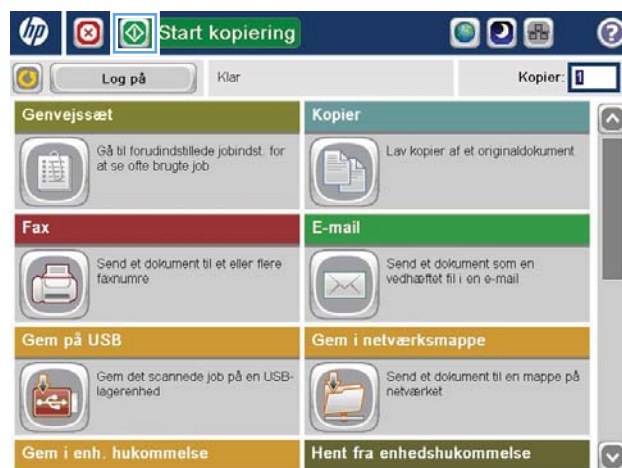 hp
Start kopiering
?
Log på
Klar
Kopier: 1
Genvejssæt
Gå til forudindstillede jobindst. for
at se ofte brugte job
Kopier
Lav kopier af et originaldokument
Fax
Send et dokument til et eller flere
faxnumre
E-mail
Send et dokument som en
vedhæftet fil i en e-mail
Gem på USB
Gem det scannede job på en USB-
lagerenhed
Gem i netværksmappe
Send et dokument til en mappe på
netværket
Gem i enh. hukommelse
Hent fra enhedshukommelse